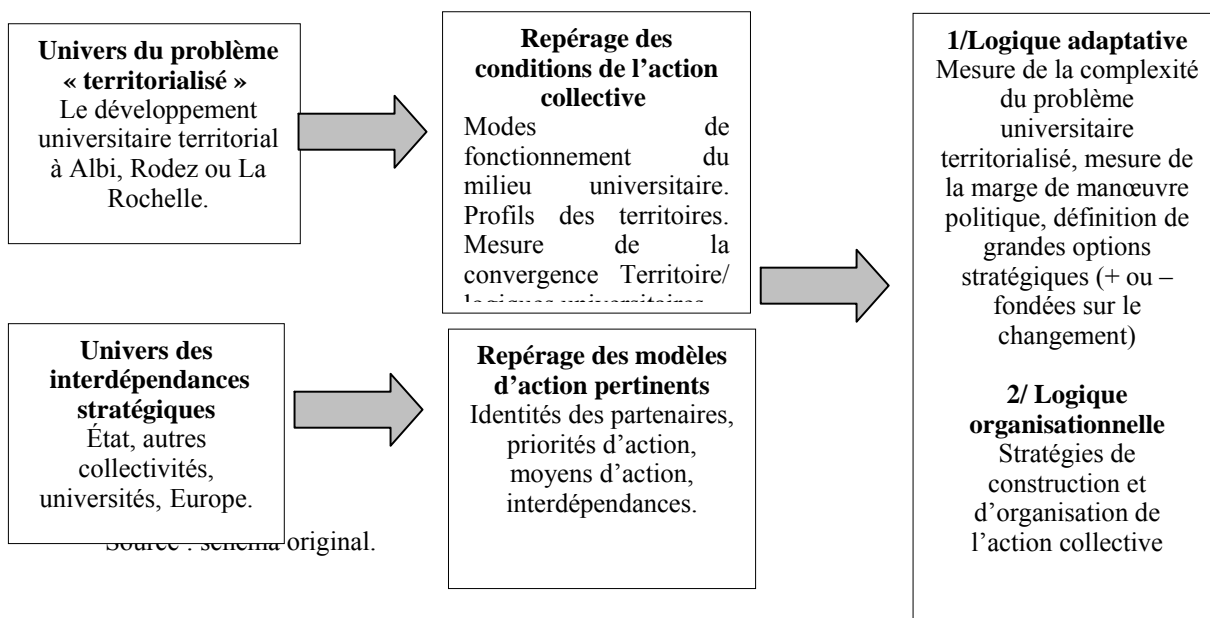 Univers du problème
« territorialisé »
Le développement
universitaire territorial
à Albi, Rodez ou La
Rochelle.
Repérage des
conditions de l’action
collective
Modes de
fonctionnement du
milieu universitaire.
Profils des territoires.
Mesure de la
convergence Territoire/
logiques universitaires
1/Logique adaptative
Mesure de la complexité
du problème
universitaire
territorialisé, mesure de
la marge de manœuvre
politique, définition de
grandes options
stratégiques (+ ou –
fondées sur le
changement)
2/ Logique
organisationnelle
Stratégies de
construction et
d’organisation de
l’action collective
Univers des
interdépendances
stratégiques
État, autres
collectivités,
universités, Europe.
Repérage des modèles
d’action pertinents
Identités des partenaires,
priorités d’action,
moyens d’action,
interdépendances.
Source : schéma original.